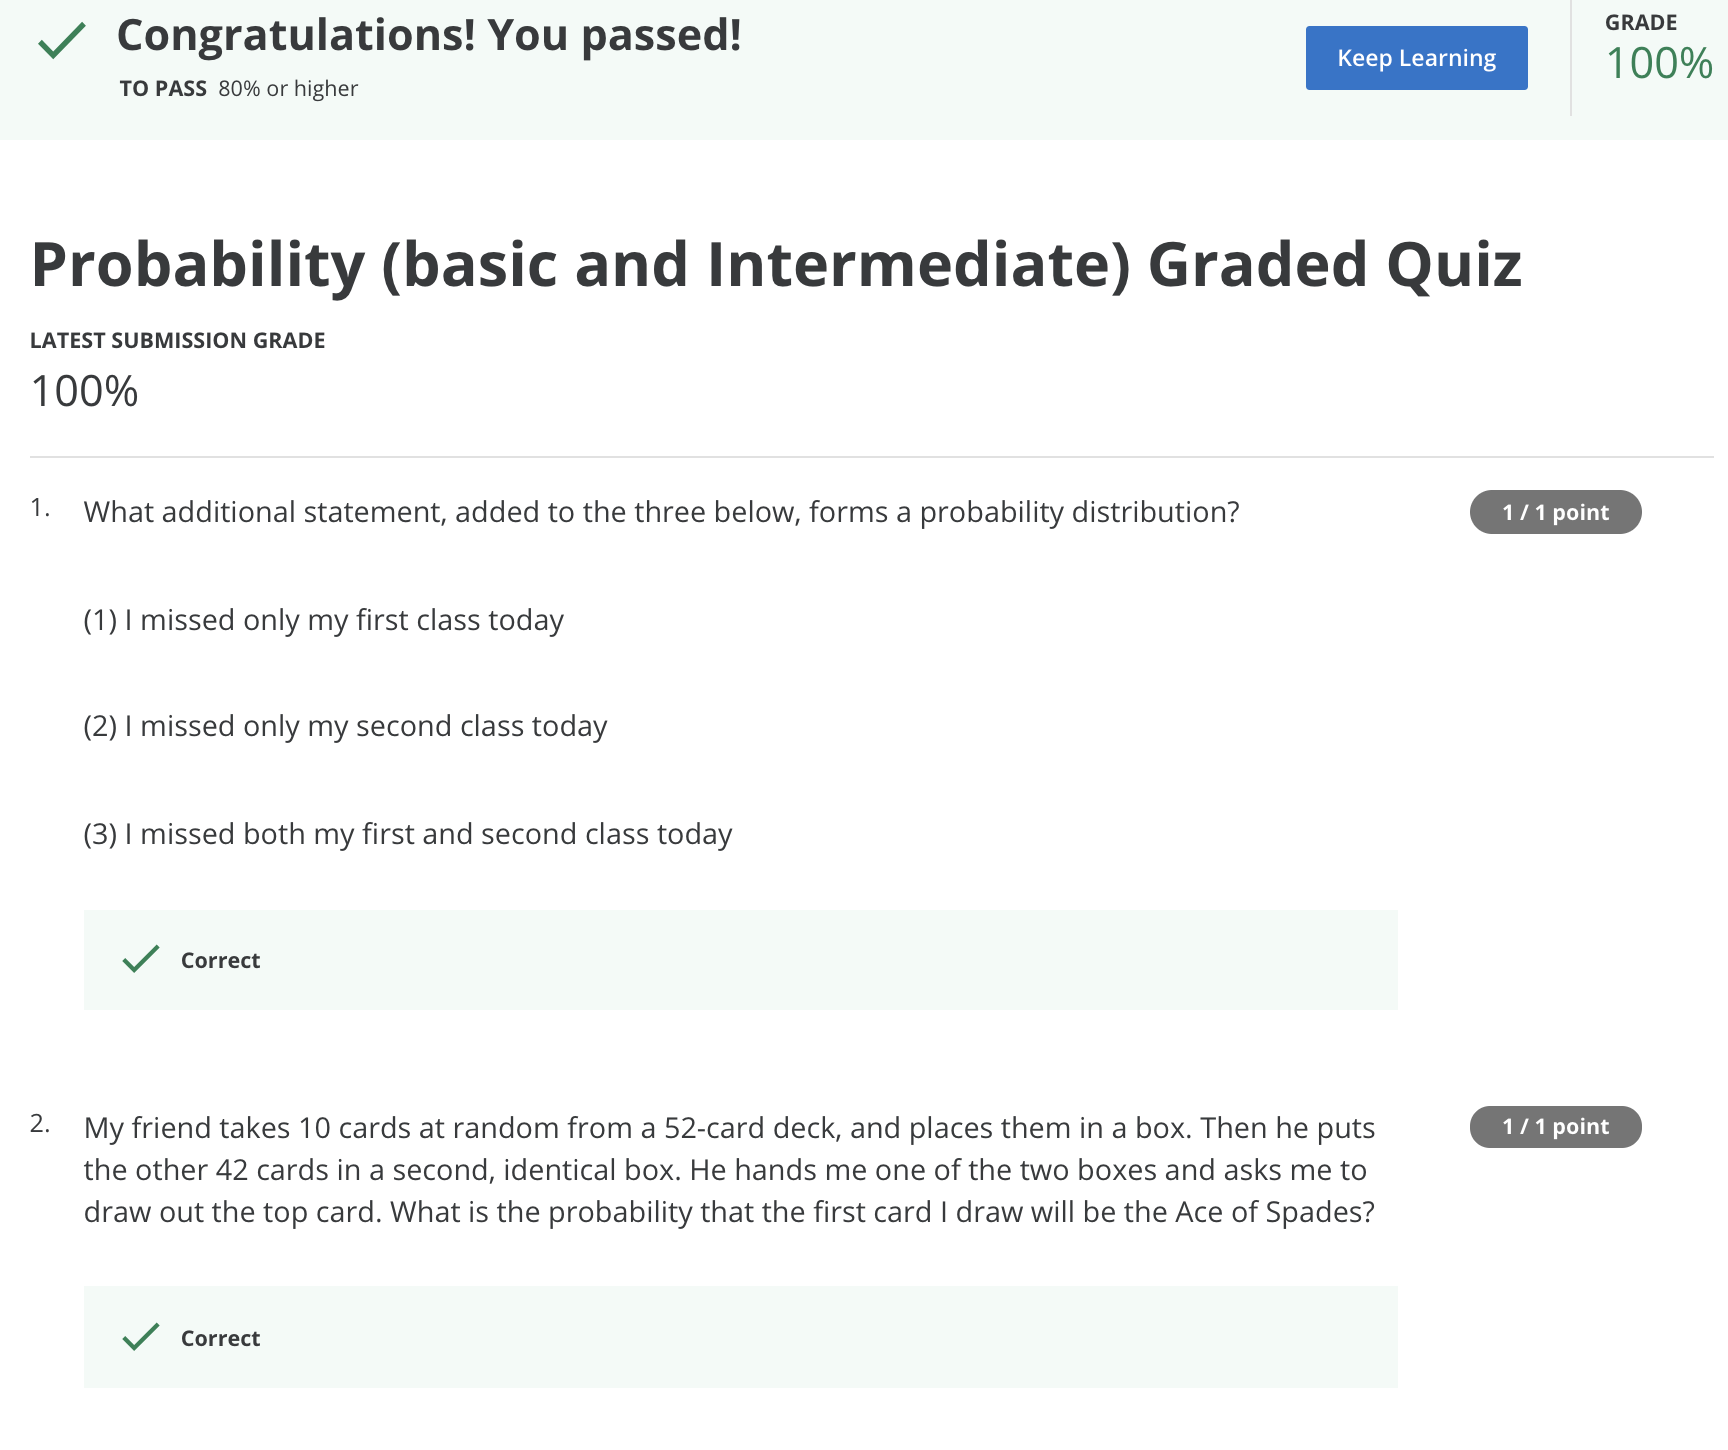 Congratulations! You passed!
TO PASS 80% or higher
Keep Learning
GRADE
100%
Probability (basic and Intermediate) Graded Quiz
LATEST SUBMISSION GRADE
100%
1. What additional statement, added to the three below, forms a probability distribution?
1 / 1 point
(1) I missed only my first class today
(2) I missed only my second class today
(3) I missed both my first and second class today
Correct
2. My friend takes 10 cards at random from a 52-card deck, and places them in a box. Then he puts
the other 42 cards in a second, identical box. He hands me one of the two boxes and asks me to
draw out the top card. What is the probability that the first card I draw will be the Ace of Spades?
1 / 1 point
Correct